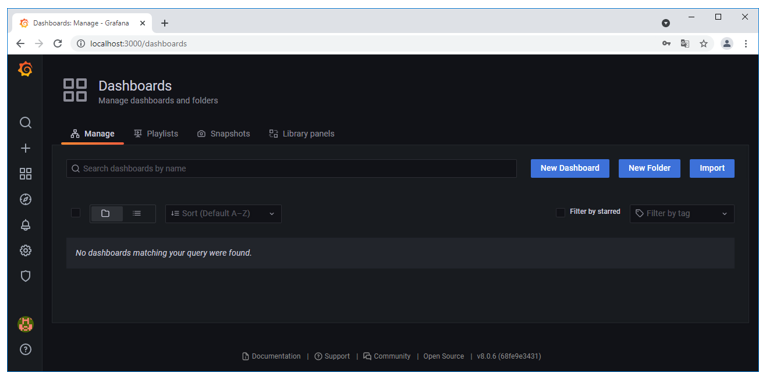 Dashboards: Manage - Grafana
localhost:3000/dashboards
Dashboards
Manage dashboards and folders
Manage Playlists Snapshots Library panels
Search dashboards by name New Dashboard New Folder Import
Sort (Default A–Z) Filter by starred Filter by tag
No dashboards matching your query were found.
Documentation | Support | Community | Open Source | v8.0.6 (68fe9e3431)